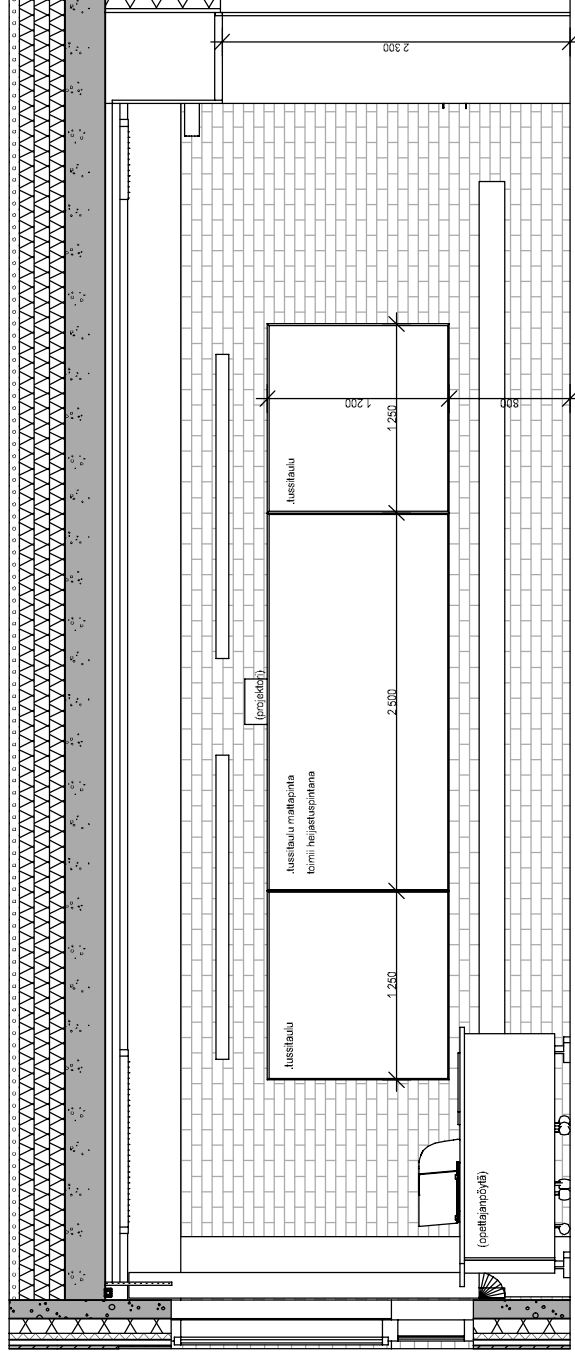 2 300
1 200
800
1 250
.tussitaulu
(projektori)
2 500
.tussitaulu mattapinta
toimii heijastuspintana
1 250
.tussitaulu
(opettajanpöytä)